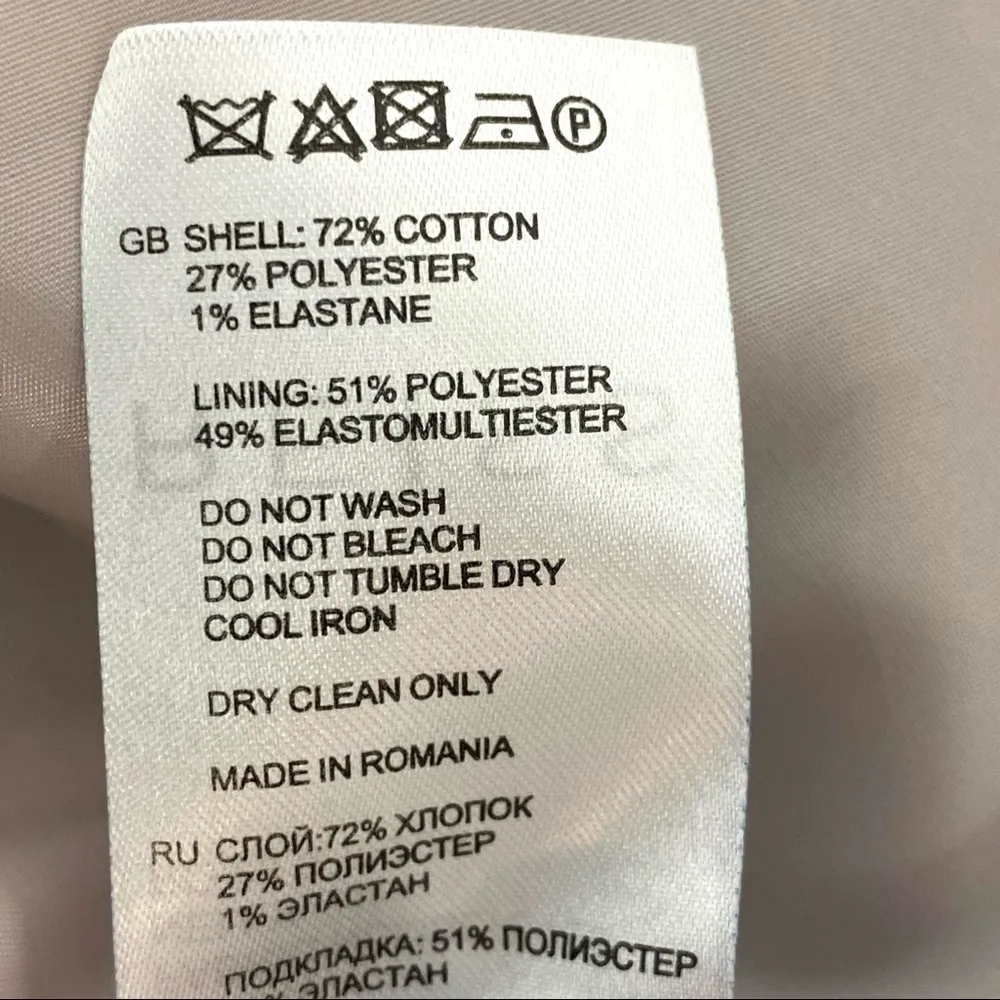 P
GB SHELL: 72% COTTON
27% POLYESTER
1% ELASTANE
LINING: 51% POLYESTER
49% ELASTOMULTIESTER
DO NOT WASH
DO NOT BLEACH
DO NOT TUMBLE DRY
COOL IRON
DRY CLEAN ONLY
MADE IN ROMANIA
RU СЛОЙ:72% ХЛОПОК
27% ПОЛИЭСТЕР
1% ЭЛАСТАН
ПОДКЛАДКА: 51% ПОЛИЭСТЕР
% ЭЛАСТАН